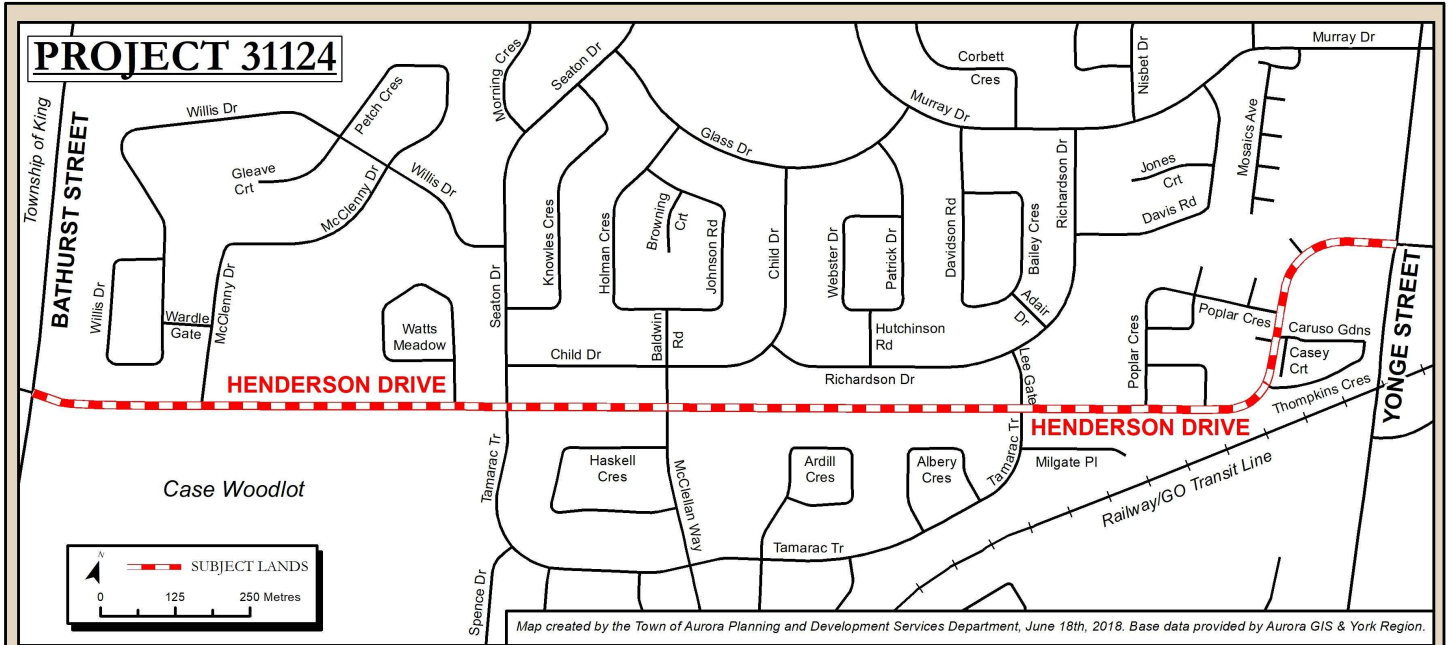 PROJECT 31124
Murray Dr
Morning Cres
Seaton Dr
Corbett
Cres
Nisbet Dr
Petch Cres
Willis Dr
Murray Dr
Mosaics Ave
Township of King
BATHURST STREET
Glass Dr
Gleave
Crt
Willis Dr
McClenny Dr
Jones
Crt
Davis Rd
Richardson Dr
Knowles Cres
Holman Cres
Browning
Crt
Johnson Rd
Child Dr
Webster Dr
Patrick Dr
Davidson Rd
Bailey Cres
Willis Dr
Wardle
Gate
McClenny Dr
Watts
Meadow
Seaton Dr
Baldwin
Rd
Hutchinson
Rd
Adair
Dr
Poplar Cres
Poplar Cres
Caruso Gdns
Casey
Crt
YONGE STREET
Child Dr
Richardson Dr
Lee Gate
Thompkins Cres
HENDERSON DRIVE
HENDERSON DRIVE
Tamarac Tr
Haskell
Cres
McClellan Way
Ardill
Cres
Albery
Cres
Tamarac Tr
Milgate Pl
Railway/GO Transit Line
Case Woodlot
Tamarac Tr
Spence Dr
N
SUBJECT LANDS
0 125 250 Metres
Map created by the Town of Aurora Planning and Development Services Department, June 18th, 2018. Base data provided by Aurora GIS & York Region.